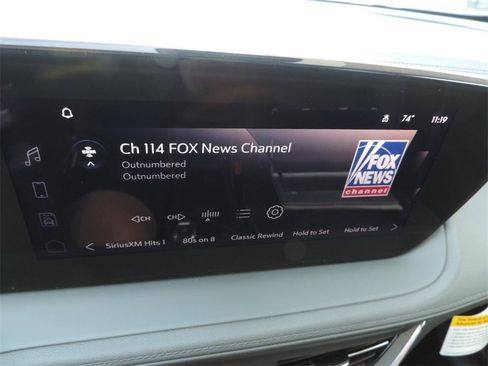 74° 11:19
Ch 114 FOX News Channel
Outnumbered
Outnumbered
FOX
NEWS
channel
CH CH
SiriusXM Hits 1 80s on 8 Classic Rewind Hold to Set Hold to Set